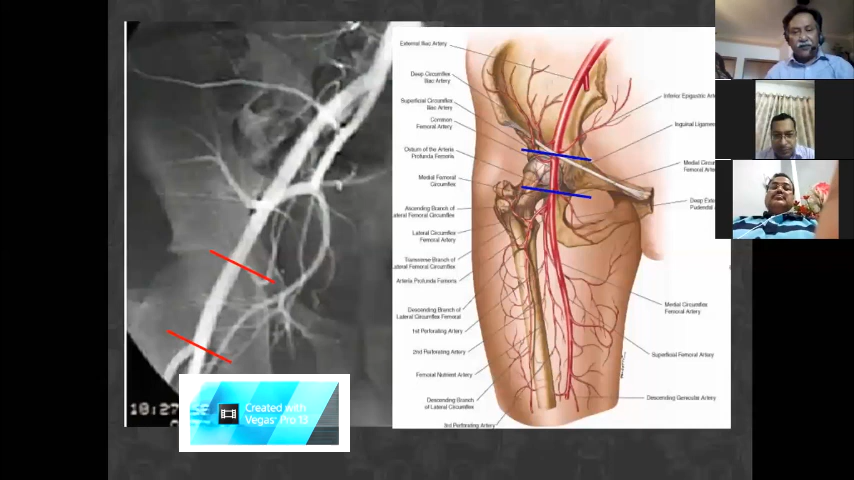 External Iliac Artery
Deep Circumflex
Iliac Artery
Superficial Circumflex
Iliac Artery
Common
Femoral Artery
Ostium of the Arteria
Profunda Femoris
Medial Femoral
Circumflex
Ascending Branch of
Lateral Femoral Circumflex
Lateral Circumflex
Femoral Artery
Transverse Branch of
Lateral Femoral Circumflex
Arteria Profunda Femoris
Descending Branch of
Lateral Circumflex Femoral
1st Perforating Artery
2nd Perforating Artery
Femoral Nutrient Artery
Descending Branch
of Lateral Circumflex
3rd Perforating Artery
Inferior Epigastric Art
Inguinal Ligame
Medial Circu
Femoral Arte
Deep Exte
Pudendal A
Medial Circumflex
Femoral Artery
Superficial Femoral Artery
Descending Genicular Artery
18:27
Created with
Vegas Pro 13